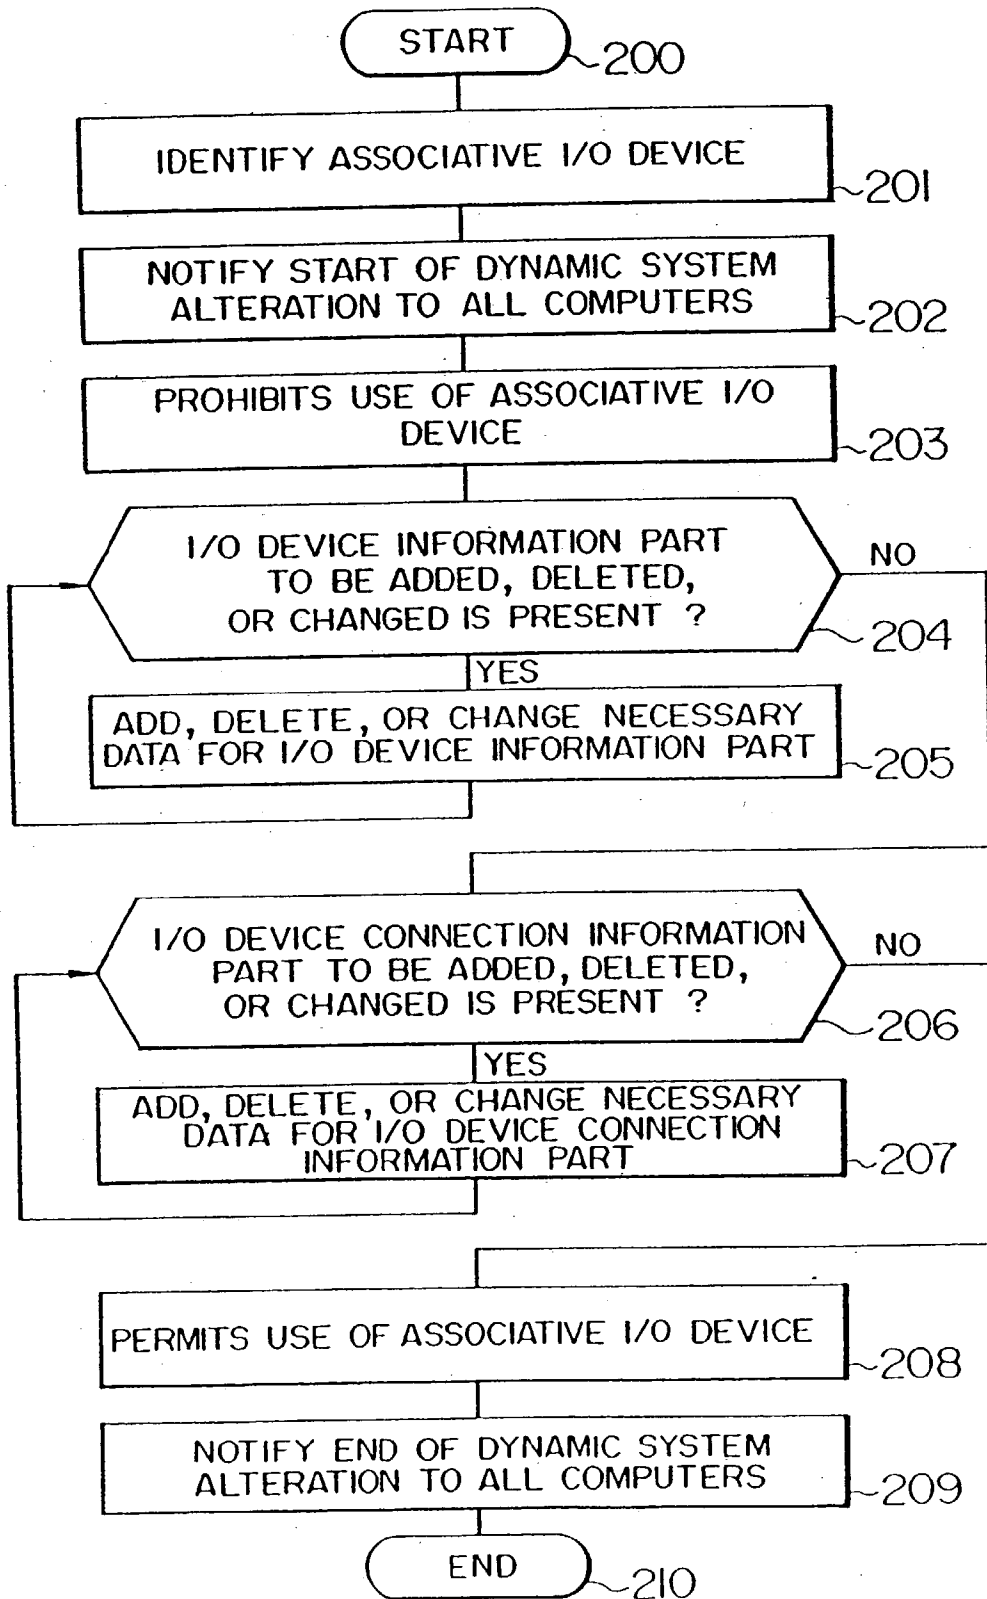 START
200
IDENTIFY ASSOCIATIVE I/O DEVICE
201
NOTIFY START OF DYNAMIC SYSTEM
ALTERATION TO ALL COMPUTERS
202
PROHIBITS USE OF ASSOCIATIVE I/O
DEVICE
203
I/O DEVICE INFORMATION PART
TO BE ADDED, DELETED,
OR CHANGED IS PRESENT ?
NO
204
YES
ADD, DELETE, OR CHANGE NECESSARY
DATA FOR I/O DEVICE INFORMATION PART
205
I/O DEVICE CONNECTION INFORMATION
PART TO BE ADDED, DELETED,
OR CHANGED IS PRESENT ?
NO
206
YES
ADD, DELETE, OR CHANGE NECESSARY
DATA FOR I/O DEVICE CONNECTION
INFORMATION PART
207
PERMITS USE OF ASSOCIATIVE I/O DEVICE
208
NOTIFY END OF DYNAMIC SYSTEM
ALTERATION TO ALL COMPUTERS
209
END
210